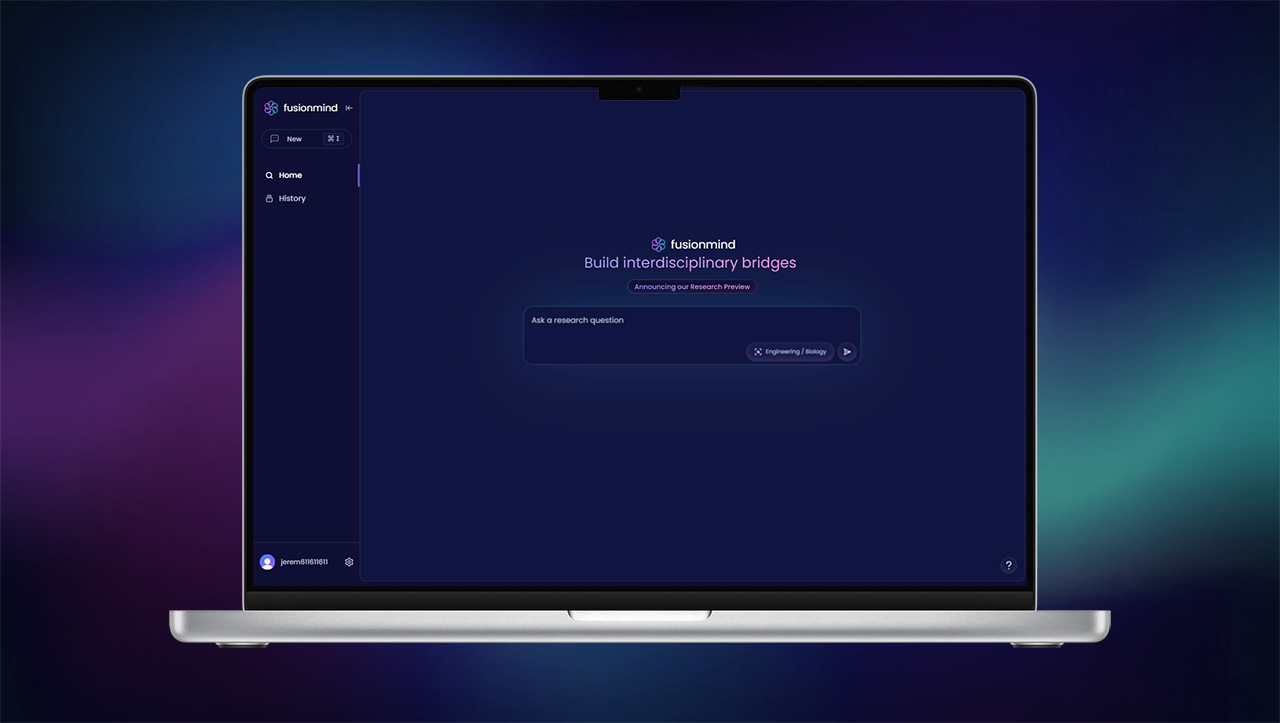 fusionmind
New ⌘ I
Home
History
fusionmind
Build interdisciplinary bridges
Announcing our Research Preview
Ask a research question
Engineering / Biology
jerem611611611
?